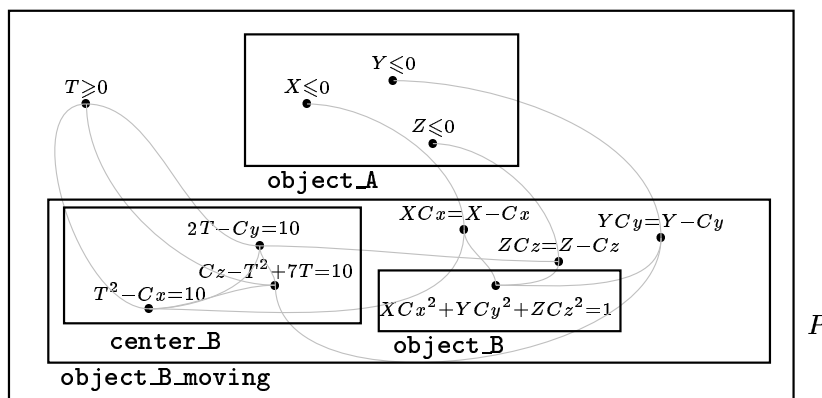 Y⩽0
T⩾0
X⩽0
Z⩽0
object_A
XCx=X−Cx
YCy=Y−Cy
2T−Cy=10
ZCz=Z−Cz
Cz−T²+7T=10
T²−Cx=10
XCx²+YCy²+ZCz²=1
P
center_B
object_B
object_B_moving